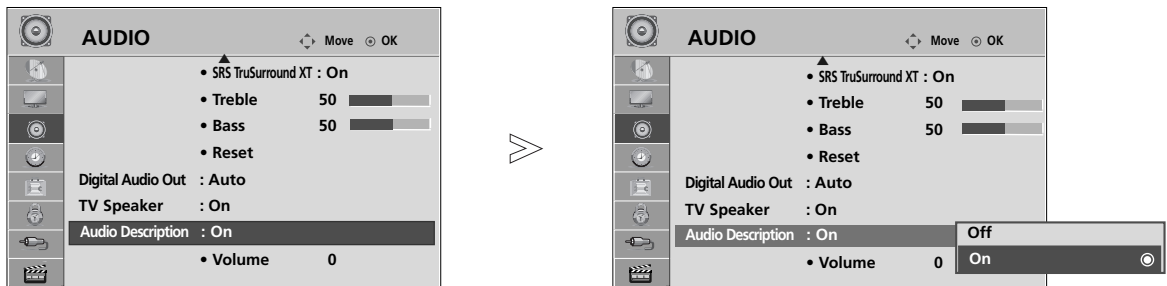 AUDIO Move OK
• SRS TruSurround XT : On
• Treble 50
• Bass 50
• Reset
Digital Audio Out : Auto
TV Speaker : On
Audio Description : On
• Volume 0
AUDIO Move OK
• SRS TruSurround XT : On
• Treble 50
• Bass 50
• Reset
Digital Audio Out : Auto
TV Speaker : On
Audio Description : On
• Volume 0
Off
On